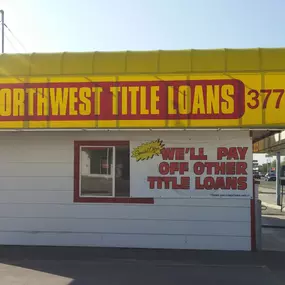 ORTHWEST TITLE LOANS 377
WE'LL PAY
OFF OTHER
TITLE LOANS